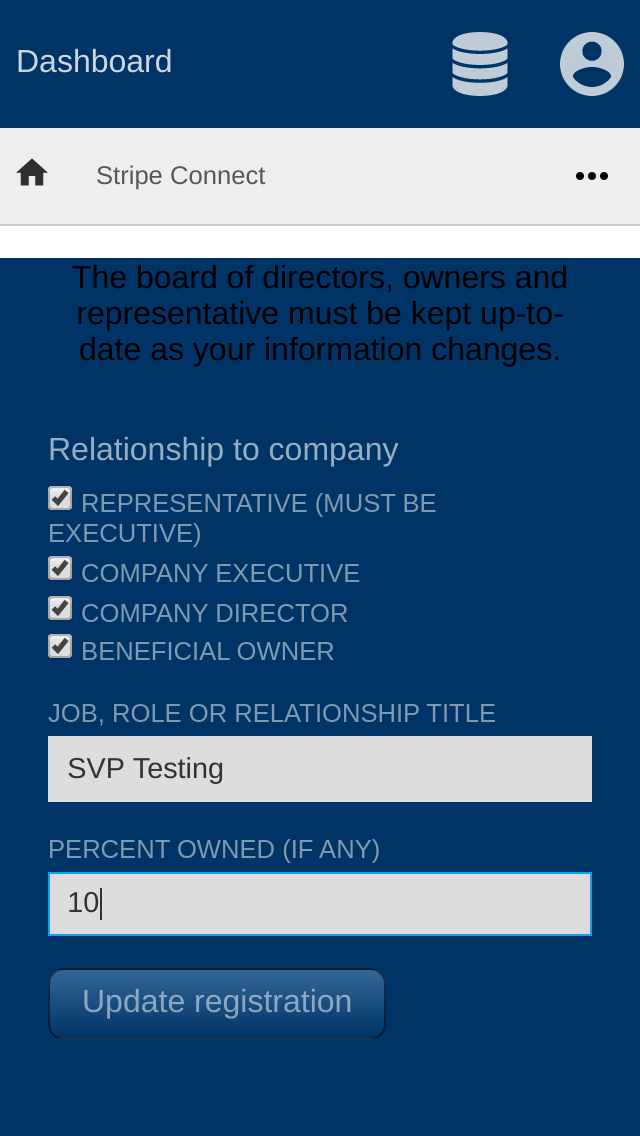 Dashboard
Stripe Connect
The board of directors, owners and
representative must be kept up-to-
date as your information changes.
Relationship to company
REPRESENTATIVE (MUST BE
EXECUTIVE)
COMPANY EXECUTIVE
COMPANY DIRECTOR
BENEFICIAL OWNER
JOB, ROLE OR RELATIONSHIP TITLE
SVP Testing
PERCENT OWNED (IF ANY)
10
Update registration